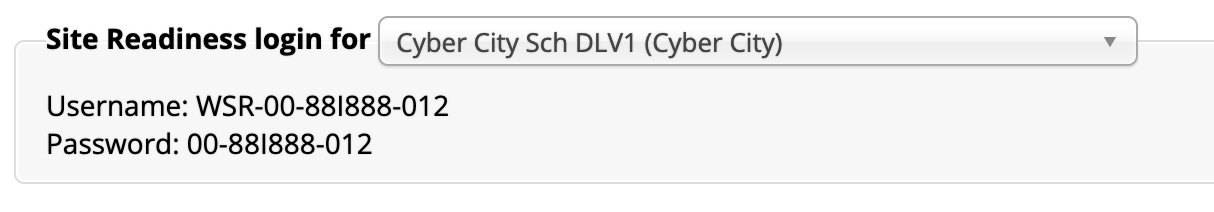 Site Readiness login for Cyber City Sch DLV1 (Cyber City)
Username: WSR-00-88I888-012
Password: 00-88I888-012